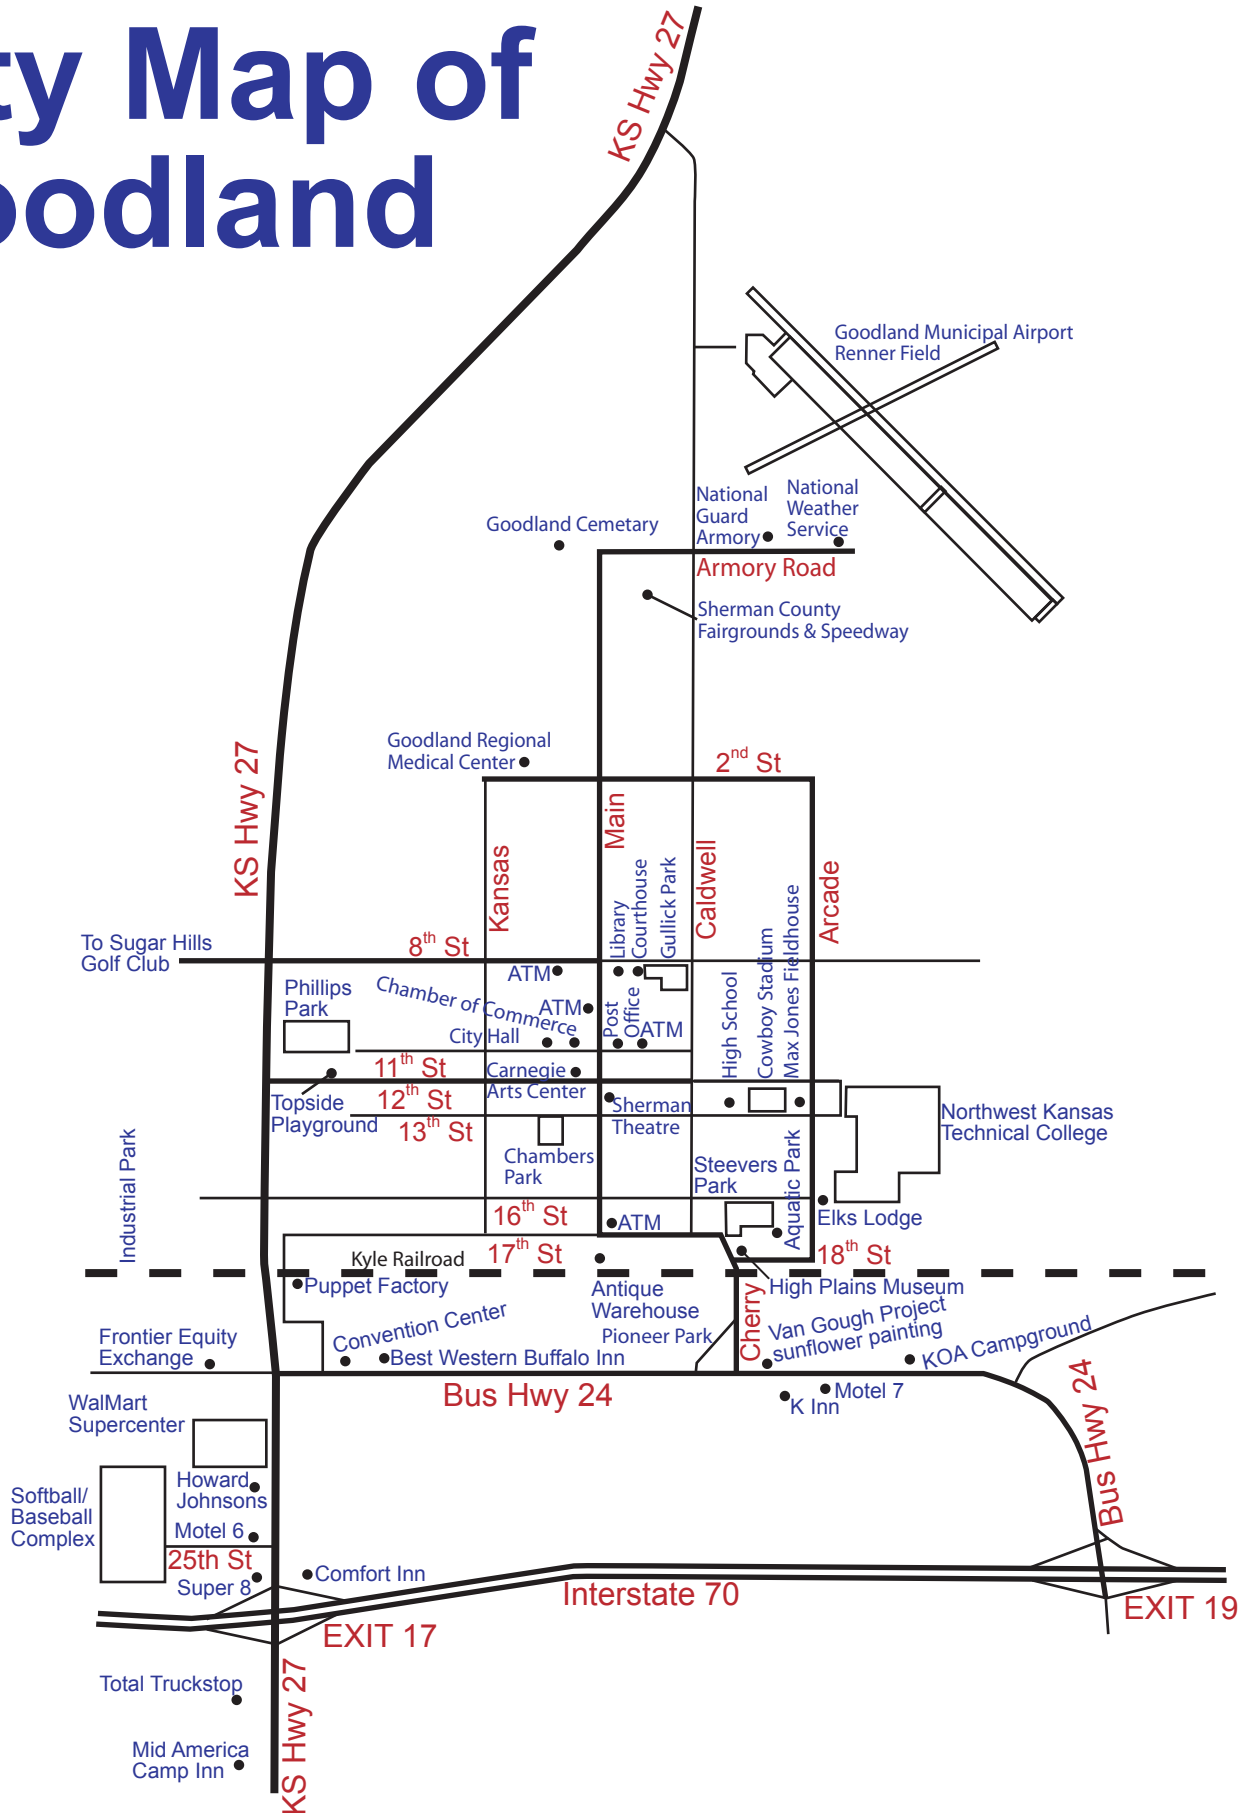 ty Map of
oodland
KS Hwy 27
Goodland Municipal Airport
Renner Field
National
Guard
Armory
National
Weather
Service
Goodland Cemetary
Armory Road
Sherman County
Fairgrounds & Speedway
Goodland Regional
Medical Center
2nd St
KS Hwy 27
Main
Kansas
Caldwell
Arcade
Library
Courthouse
Gullick Park
To Sugar Hills
Golf Club
8th St
ATM
Phillips
Park
Chamber of Commerce
ATM
Post
Office
ATM
City Hall
High School
Cowboy Stadium
Max Jones Fieldhouse
11th St
Carnegie
Arts Center
Topside
Playground
12th St
Sherman
Theatre
13th St
Northwest Kansas
Technical College
Chambers
Park
Steevers
Park
Aquatic Park
Industrial Park
16th St
ATM
Elks Lodge
17th St
18th St
Kyle Railroad
Puppet Factory
Antique
Warehouse
High Plains Museum
Cherry
Van Gough Project
sunflower painting
Pioneer Park
Convention Center
Frontier Equity
Exchange
Best Western Buffalo Inn
KOA Campground
Bus Hwy 24
Motel 7
K Inn
Bus Hwy 24
WalMart
Supercenter
Howard
Johnsons
Softball/
Baseball
Complex
Motel 6
25th St
Super 8
Comfort Inn
Interstate 70
EXIT 19
EXIT 17
Total Truckstop
KS Hwy 27
Mid America
Camp Inn